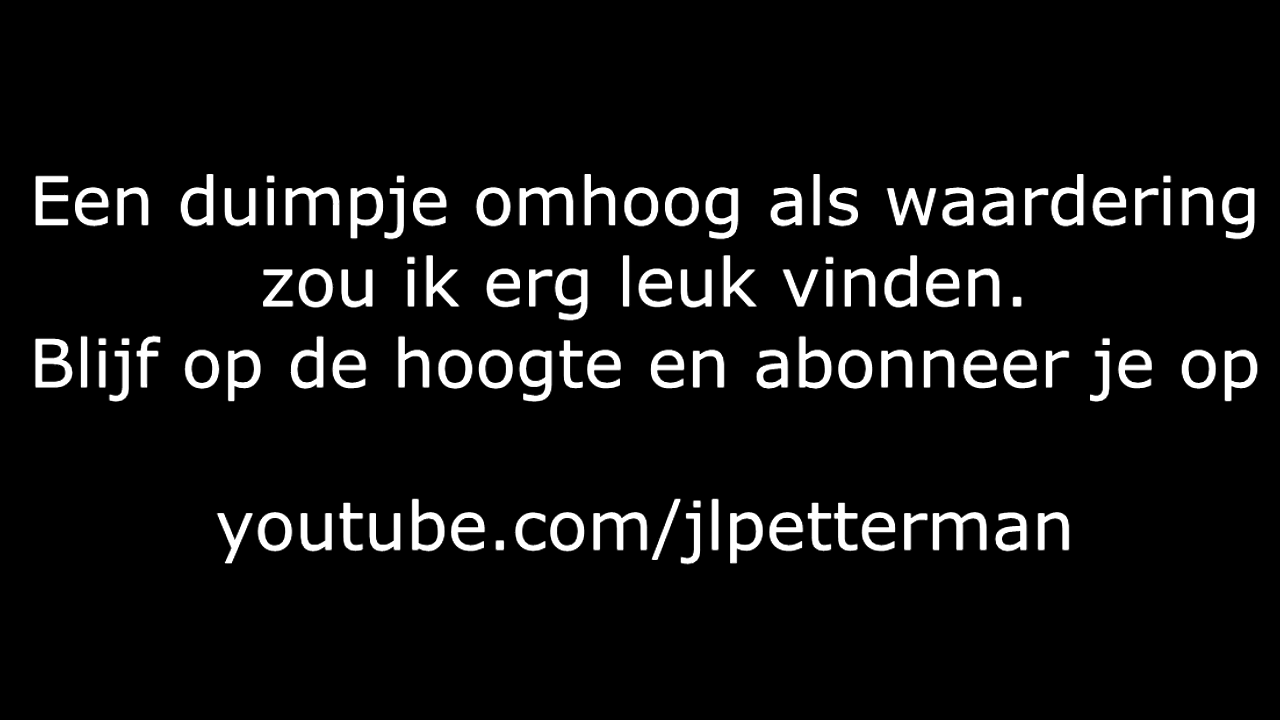 Een duimpje omhoog als waardering
zou ik erg leuk vinden.
Blijf op de hoogte en abonneer je op
youtube.com/jlpetterman